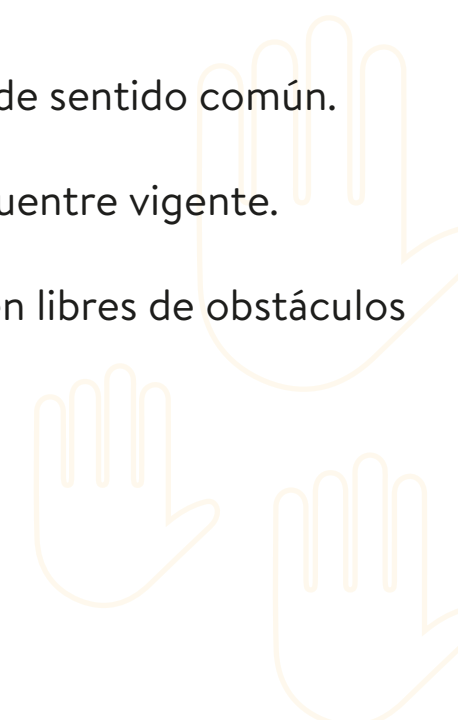 de sentido común.
uentre vigente.
n libres de obstáculos